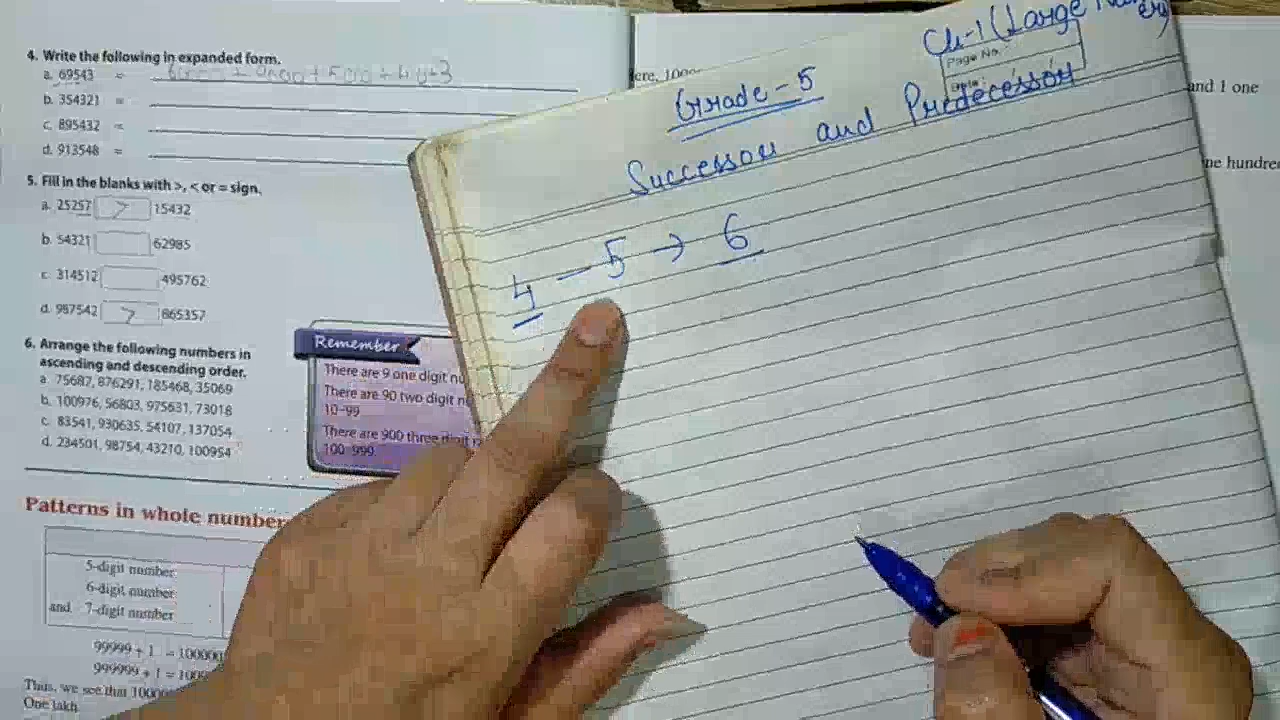 4. Write the following in expanded form.
a. 69543 =
b. 354321 =
c. 895432 =
d. 913548 =
5. Fill in the blanks with >, < or = sign.
a. 25257 > 15432
b. 54321 62985
c. 314512 495762
d. 987542 > 865357
6. Arrange the following numbers in
ascending and descending order.
a. 75687, 876291, 185468, 35069
b. 100976, 56803, 975631, 73018
c. 83541, 930635, 54107, 137054
d. 234501, 98754, 43210, 100954
Remember
There are 9 one digit
There are 90 two digit
10-99
There are 900 three digit
100-999
Patterns in whole number
5-digit number
6-digit number
and 7-digit number
99999 + 1 = 100000
999999 + 1 =
Thus, we see that
One lakh
Ch-1 (Large
Page No.:
Grade-5
Successor and Predecessor
4 - 5 → 6
and 1 one